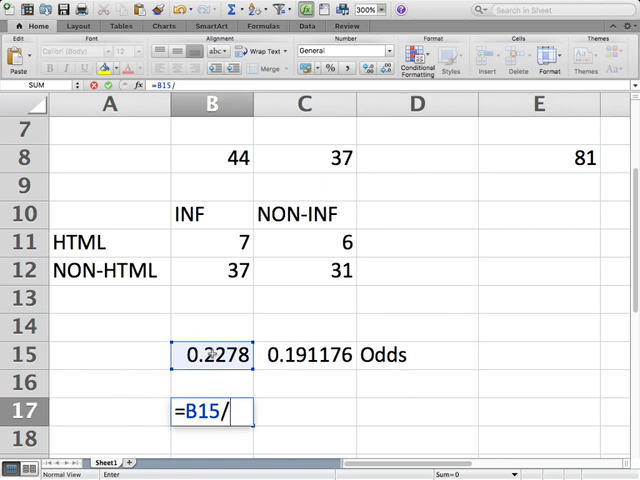 300%
Search in Sheet
Home Layout Tables Charts SmartArt Formulas Data Review
Edit Font Alignment Number Format Cells Themes
Calibri (Body) 12 abc Wrap Text General
Paste B I U A Merge % Conditional Formatting Styles Insert Delete Format Themes Aa
SUM fx =B15/
A B C D E
7
8 44 37 81
9
10 INF NON-INF
11 HTML 7 6
12 NON-HTML 37 31
13
14
15 0.2278 0.191176 Odds
16
17 =B15/
18
Sheet1
Normal View Enter Sum=0